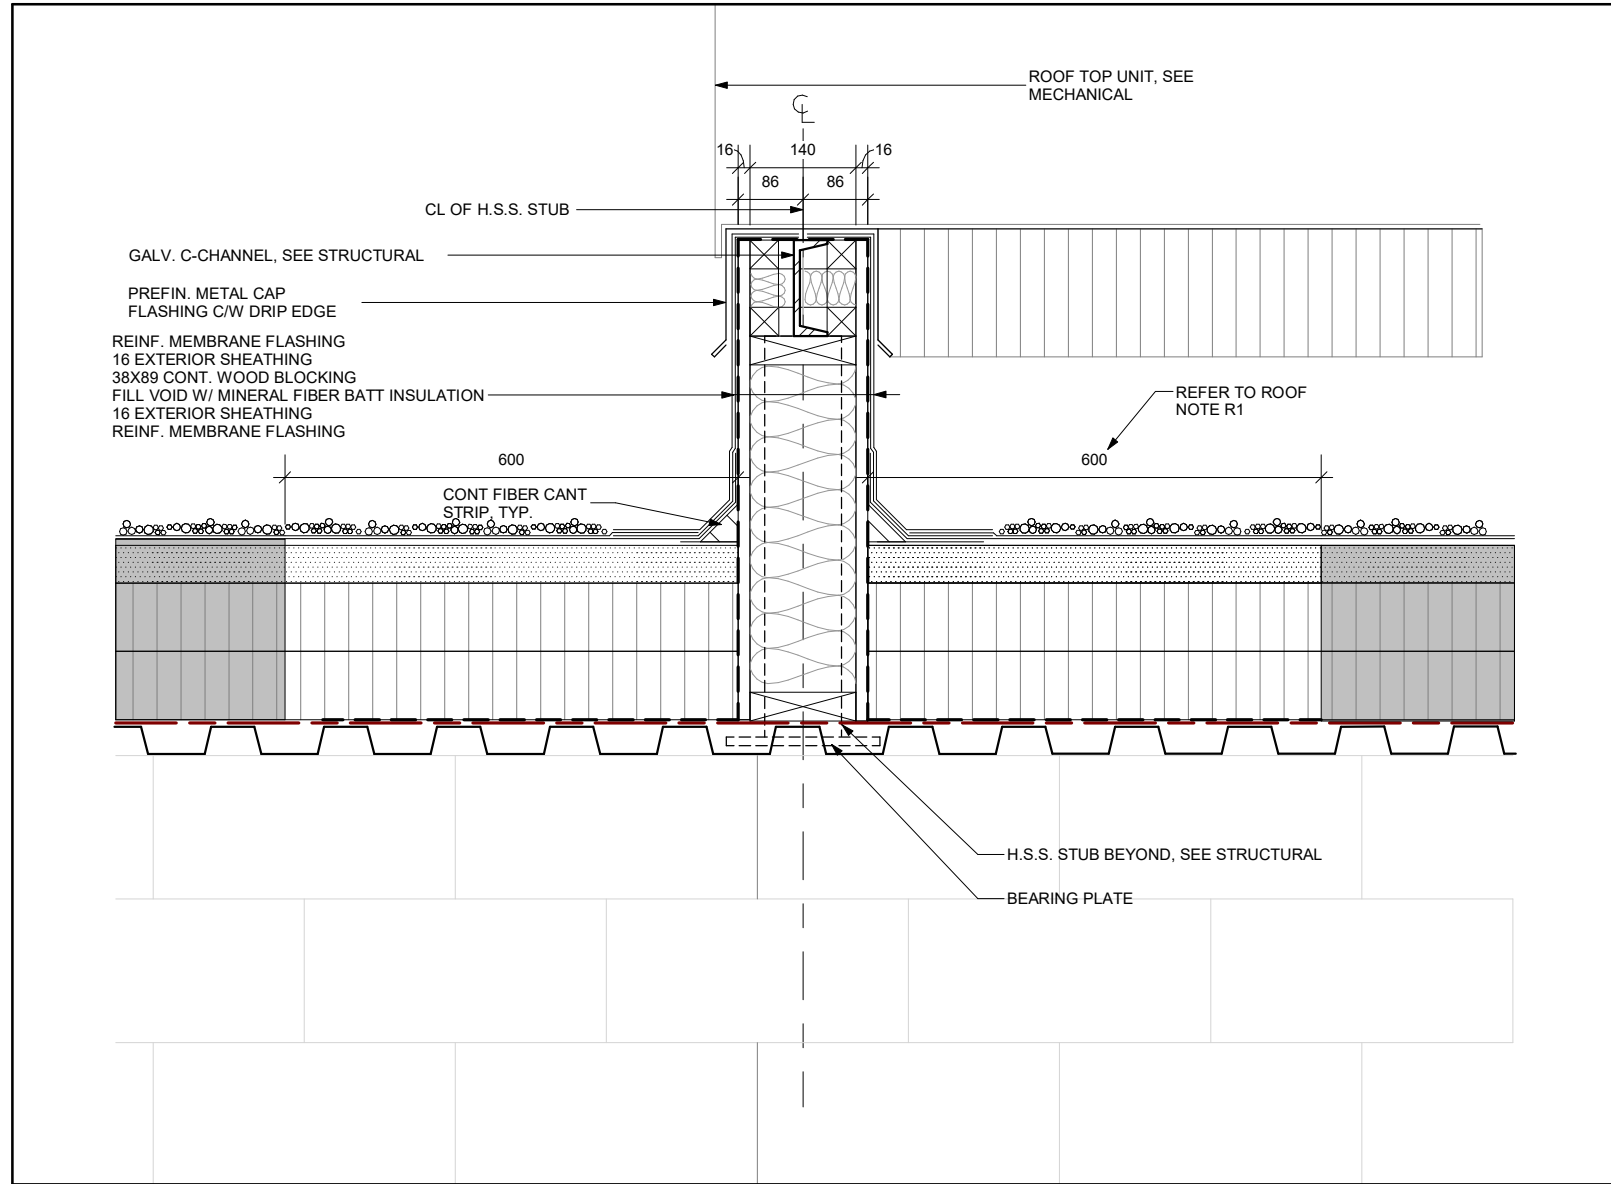 ROOF TOP UNIT, SEE
MECHANICAL
℄
16 140 16
86 86
CL OF H.S.S. STUB
GALV. C-CHANNEL, SEE STRUCTURAL
PREFIN. METAL CAP
FLASHING C/W DRIP EDGE
REINF. MEMBRANE FLASHING
16 EXTERIOR SHEATHING
38X89 CONT. WOOD BLOCKING
FILL VOID W/ MINERAL FIBER BATT INSULATION
16 EXTERIOR SHEATHING
REINF. MEMBRANE FLASHING
REFER TO ROOF
NOTE R1
600
600
CONT FIBER CANT
STRIP, TYP.
H.S.S. STUB BEYOND, SEE STRUCTURAL
BEARING PLATE